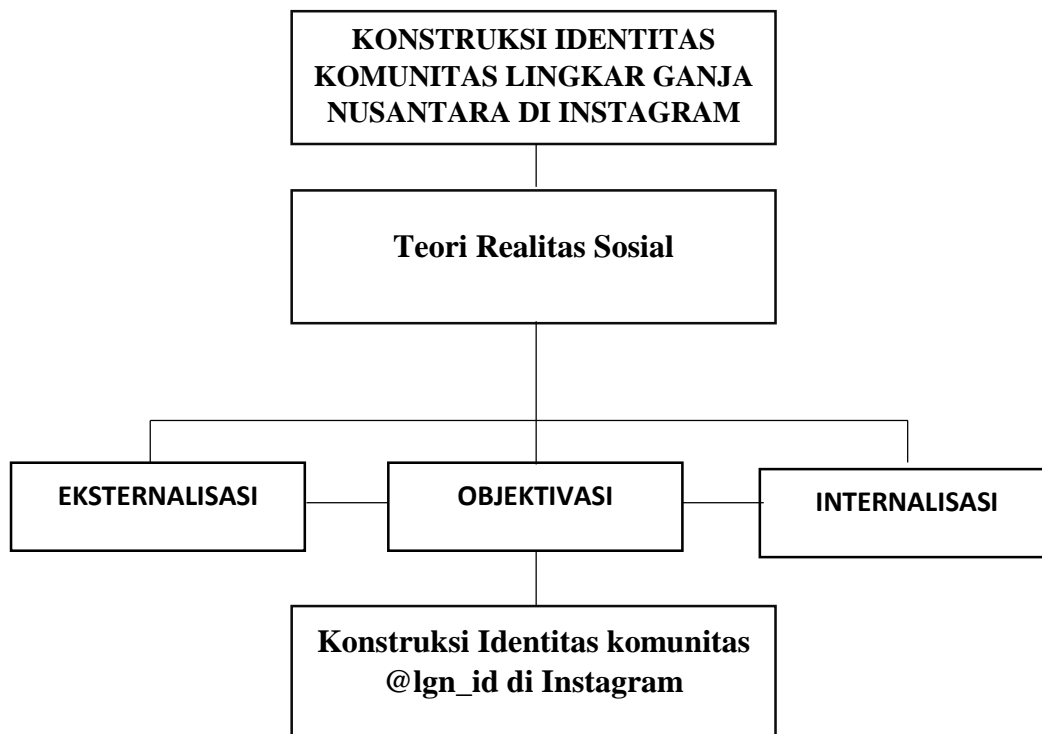 KONSTRUKSI IDENTITAS
KOMUNITAS LINGKAR GANJA
NUSANTARA DI INSTAGRAM
Teori Realitas Sosial
EKSTERNALISASI
OBJEKTIVASI
INTERNALISASI
Konstruksi Identitas komunitas
@lgn_id di Instagram